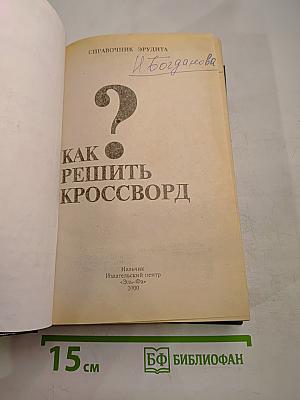 СПРАВОЧНИК ЭРУДИТА
И. Богданова
?
КАК
РЕШИТЬ
КРОССВОРД
Нальчик
Издательский центр
«Эль-Фа»
2000
15 см
БФ БИБЛИОФАН